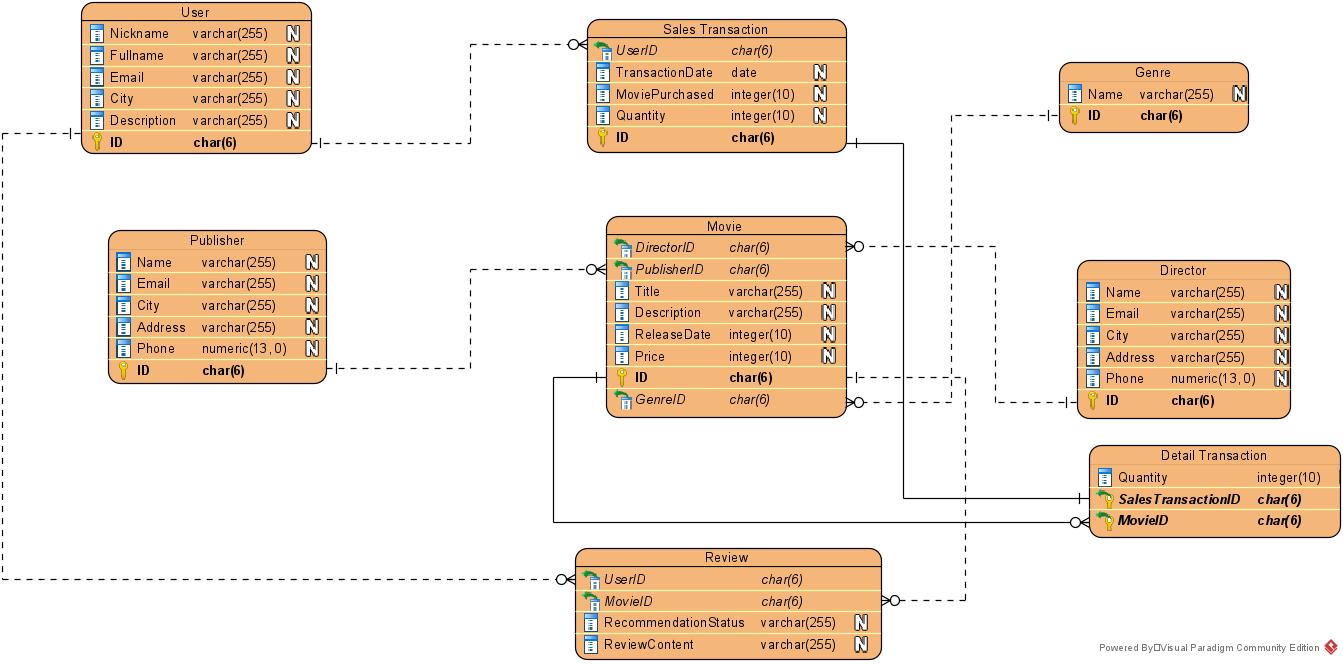 User
Nickname varchar(255) N
Fullname varchar(255) N
Email varchar(255) N
City varchar(255) N
Description varchar(255) N
ID char(6)
Sales Transaction
UserID char(6)
TransactionDate date N
MoviePurchased integer(10) N
Quantity integer(10) N
ID char(6)
Genre
Name varchar(255) N
ID char(6)
Publisher
Name varchar(255) N
Email varchar(255) N
City varchar(255) N
Address varchar(255) N
Phone numeric(13, 0) N
ID char(6)
Movie
DirectorID char(6)
PublisherID char(6)
Title varchar(255) N
Description varchar(255) N
ReleaseDate integer(10) N
Price integer(10) N
ID char(6)
GenreID char(6)
Director
Name varchar(255) N
Email varchar(255) N
City varchar(255) N
Address varchar(255) N
Phone numeric(13, 0) N
ID char(6)
Detail Transaction
Quantity integer(10)
SalesTransactionID char(6)
MovieID char(6)
Review
UserID char(6)
MovieID char(6)
RecommendationStatus varchar(255) N
ReviewContent varchar(255) N
Powered By□Visual Paradigm Community Edition